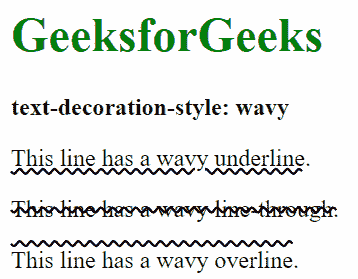 GeeksforGeeks
text-decoration-style: wavy
This line has a wavy underline.
This line has a wavy line-through.
This line has a wavy overline.